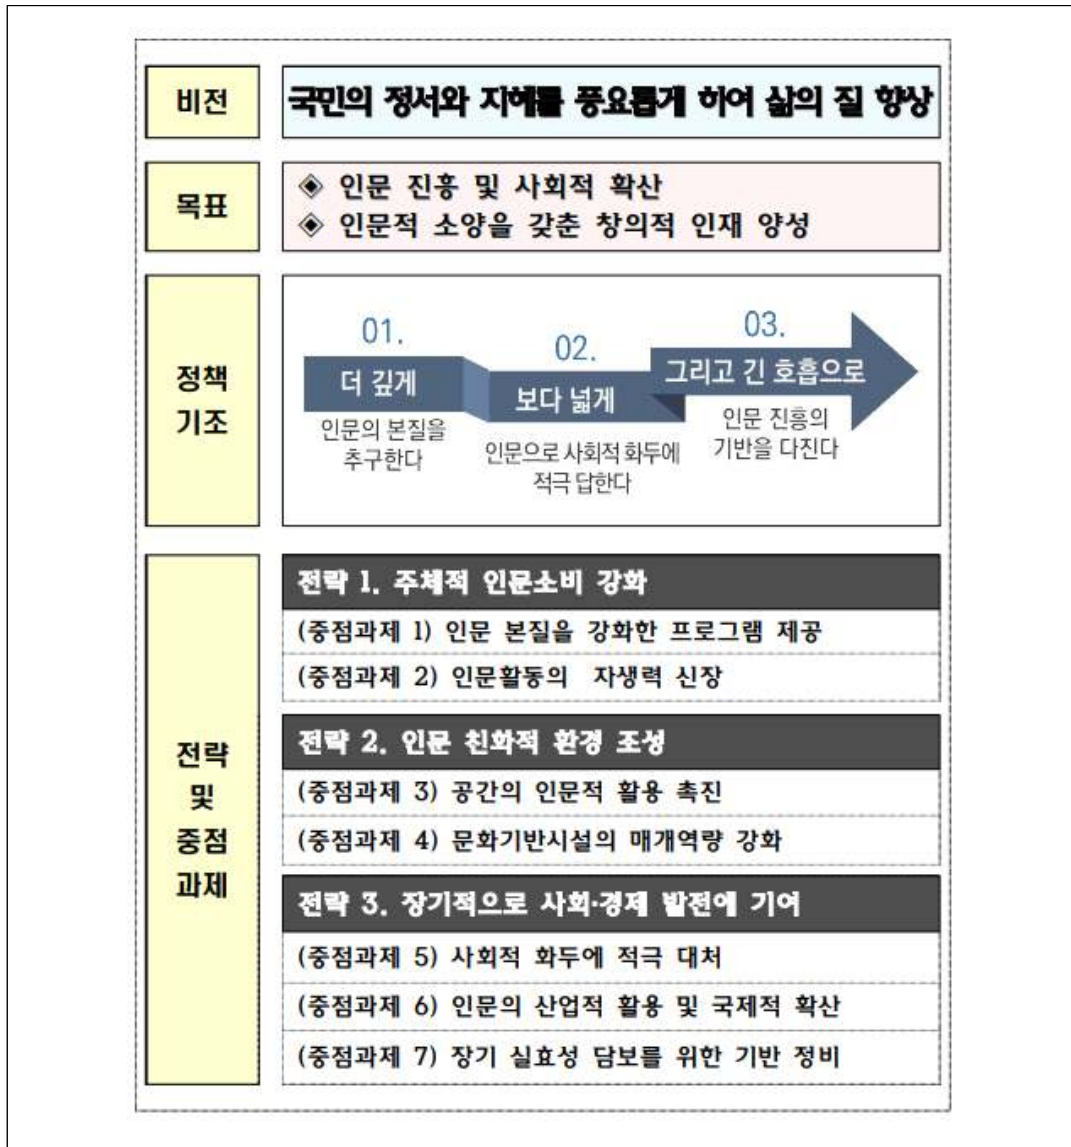 비전
국민의 정서와 지혜를 풍요롭게 하여 삶의 질 향상
목표
◈ 인문 진흥 및 사회적 확산
◈ 인문적 소양을 갖춘 창의적 인재 양성
정책
기조
01.
더 깊게
인문의 본질을
추구한다
02.
보다 넓게
인문으로 사회적 화두에
적극 답한다
03.
그리고 긴 호흡으로
인문 진흥의
기반을 다진다
전략
및
중점
과제
전략 1. 주체적 인문소비 강화
(중점과제 1) 인문 본질을 강화한 프로그램 제공
(중점과제 2) 인문활동의 자생력 신장
전략 2. 인문 친화적 환경 조성
(중점과제 3) 공간의 인문적 활용 촉진
(중점과제 4) 문화기반시설의 매개역량 강화
전략 3. 장기적으로 사회·경제 발전에 기여
(중점과제 5) 사회적 화두에 적극 대처
(중점과제 6) 인문의 산업적 활용 및 국제적 확산
(중점과제 7) 장기 실효성 담보를 위한 기반 정비